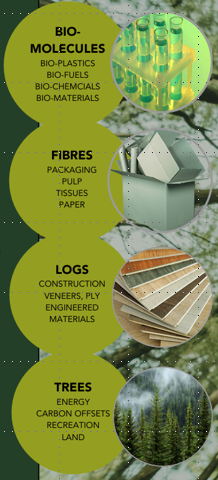 BIO-
MOLECULES
BIO-PLASTICS
BIO-FUELS
BIO-CHEMCIALS
BIO-MATERIALS
FIBRES
PACKAGING
PULP
TISSUES
PAPER
LOGS
CONSTRUCTION
VENEERS, PLY
ENGINEERED
MATERIALS
TREES
ENERGY
CARBON OFFSETS
RECREATION
LAND